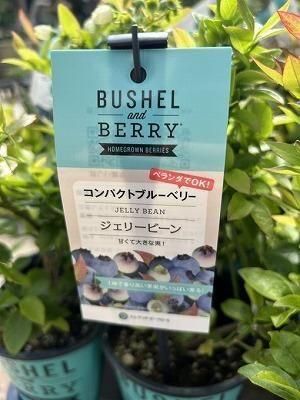 BUSHEL
and
BERRY
HOMEGROWN BERRIES
ベランダでOK!
コンパクトブルーベリー
JELLY BEAN
ジェリービーン
甘くて大きな実!
BUSHEL
BERRY